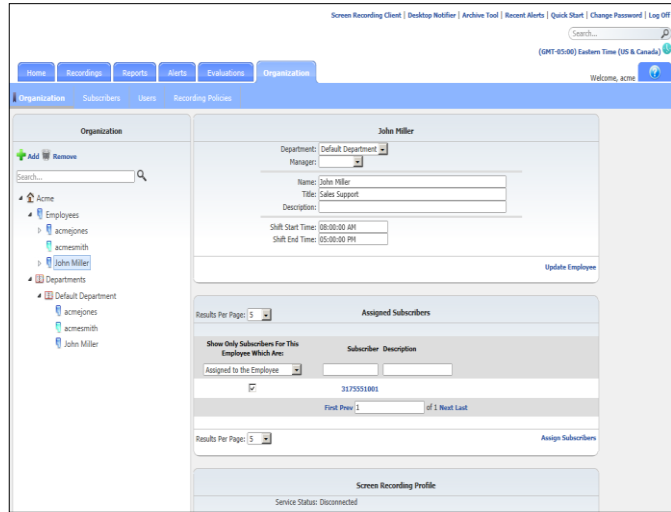 Screen Recording Client | Desktop Notifier | Archive Tool | Recent Alerts | Quick Start | Change Password | Log Off
Search...
(GMT-05:00) Eastern Time (US & Canada)
Home Recordings Reports Alerts Evaluations Organization
Welcome, acme
Organization Subscribers Users Recording Policies
Organization
Add Remove
Search...
Acme
Employees
acmejones
acmesmith
John Miller
Departments
Default Department
acmejones
acmesmith
John Miller
John Miller
Department: Default Department
Manager:
Name: John Miller
Title: Sales Support
Description:
Shift Start Time: 08:00:00 AM
Shift End Time: 05:00:00 PM
Update Employee
Results Per Page: 5 Assigned Subscribers
Show Only Subscribers For This Employee Which Are: Subscriber Description
Assigned to the Employee
3175551001
First Prev 1 of 1 Next Last
Results Per Page: 5 Assign Subscribers
Screen Recording Profile
Service Status: Disconnected